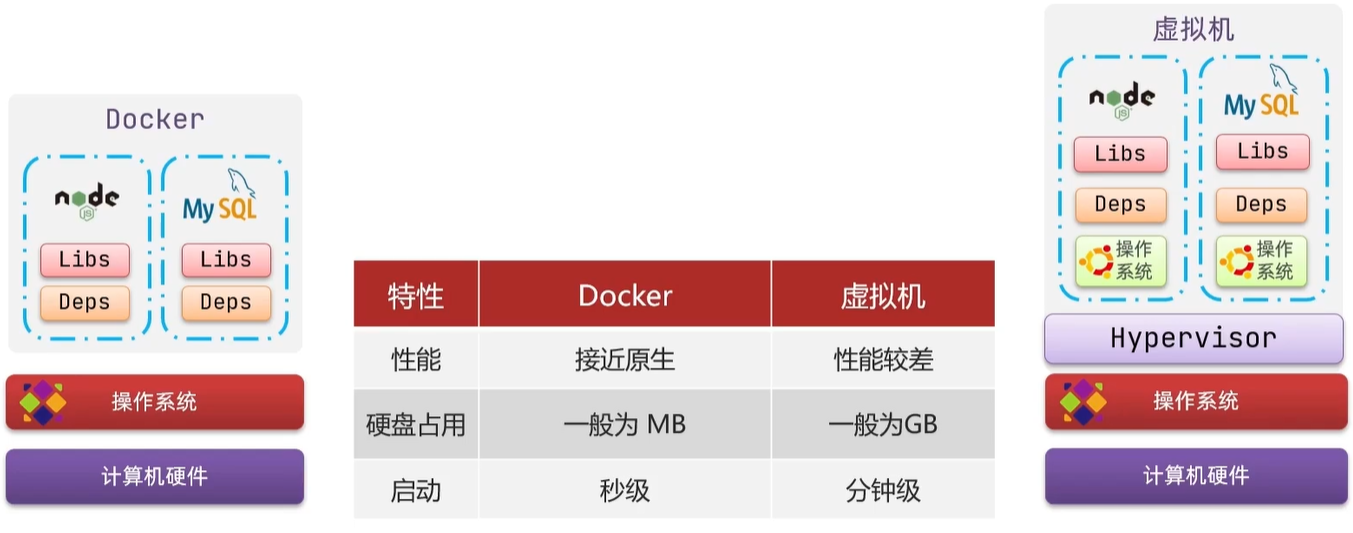 Docker
node
JS
MySQL
Libs
Libs
Deps
Deps
操作系统
计算机硬件
特性 Docker 虚拟机
性能 接近原生 性能较差
硬盘占用 一般为 MB 一般为GB
启动 秒级 分钟级
虚拟机
node
JS
MySQL
Libs
Libs
Deps
Deps
操作
系统
操作
系统
Hypervisor
操作系统
计算机硬件